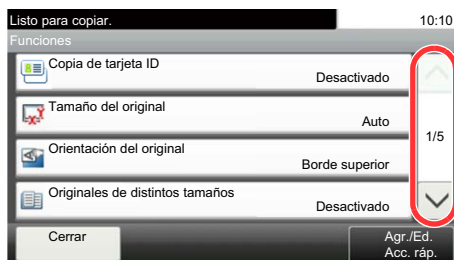 Listo para copiar. 10:10
Funciones
Copia de tarjeta ID
Desactivado
Tamaño del original
Auto
1/5
Orientación del original
Borde superior
Originales de distintos tamaños
Desactivado
Cerrar
Agr./Ed.
Acc. ráp.